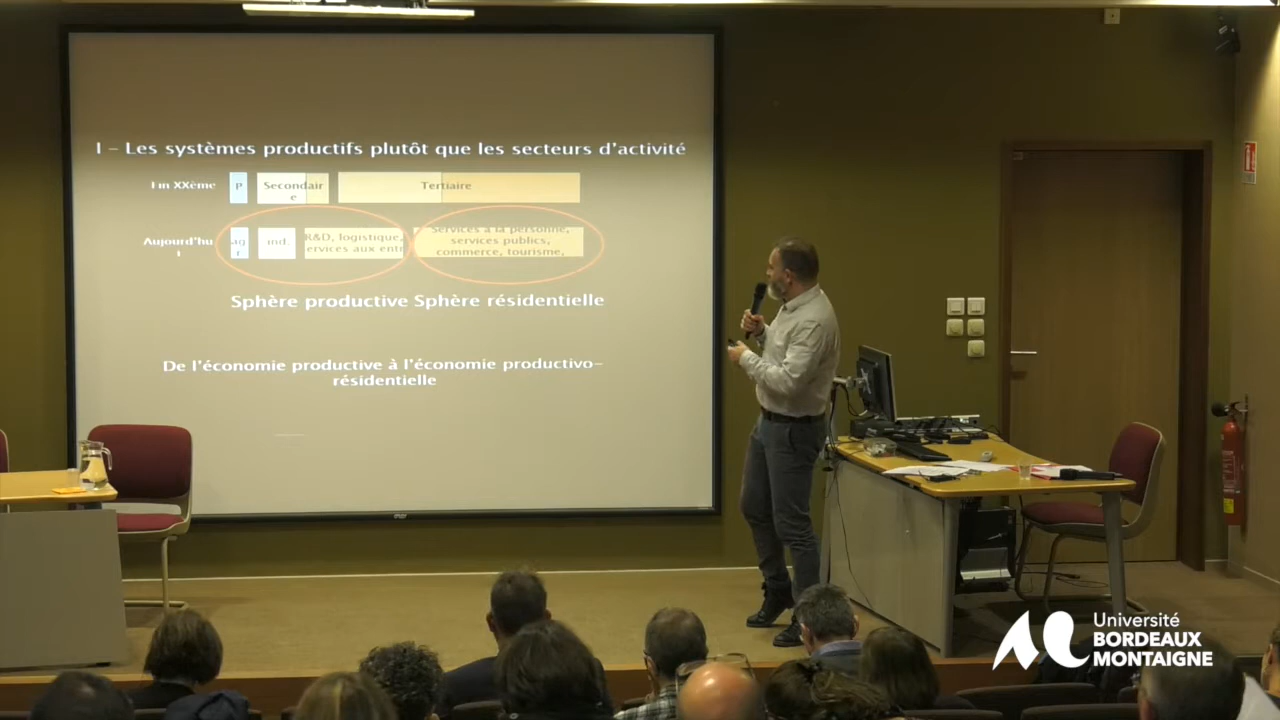 I – Les systèmes productifs plutôt que les secteurs d'activité
Fin XXème P Secondair Tertiaire
e
Services à la personne,
Aujourd'hu ag ind. R&D, logistique, services publics,
i r ervices aux entr commerce, tourisme,
Sphère productive Sphère résidentielle
De l'économie productive à l'économie productivo-
résidentielle
Université
BORDEAUX
MONTAIGNE